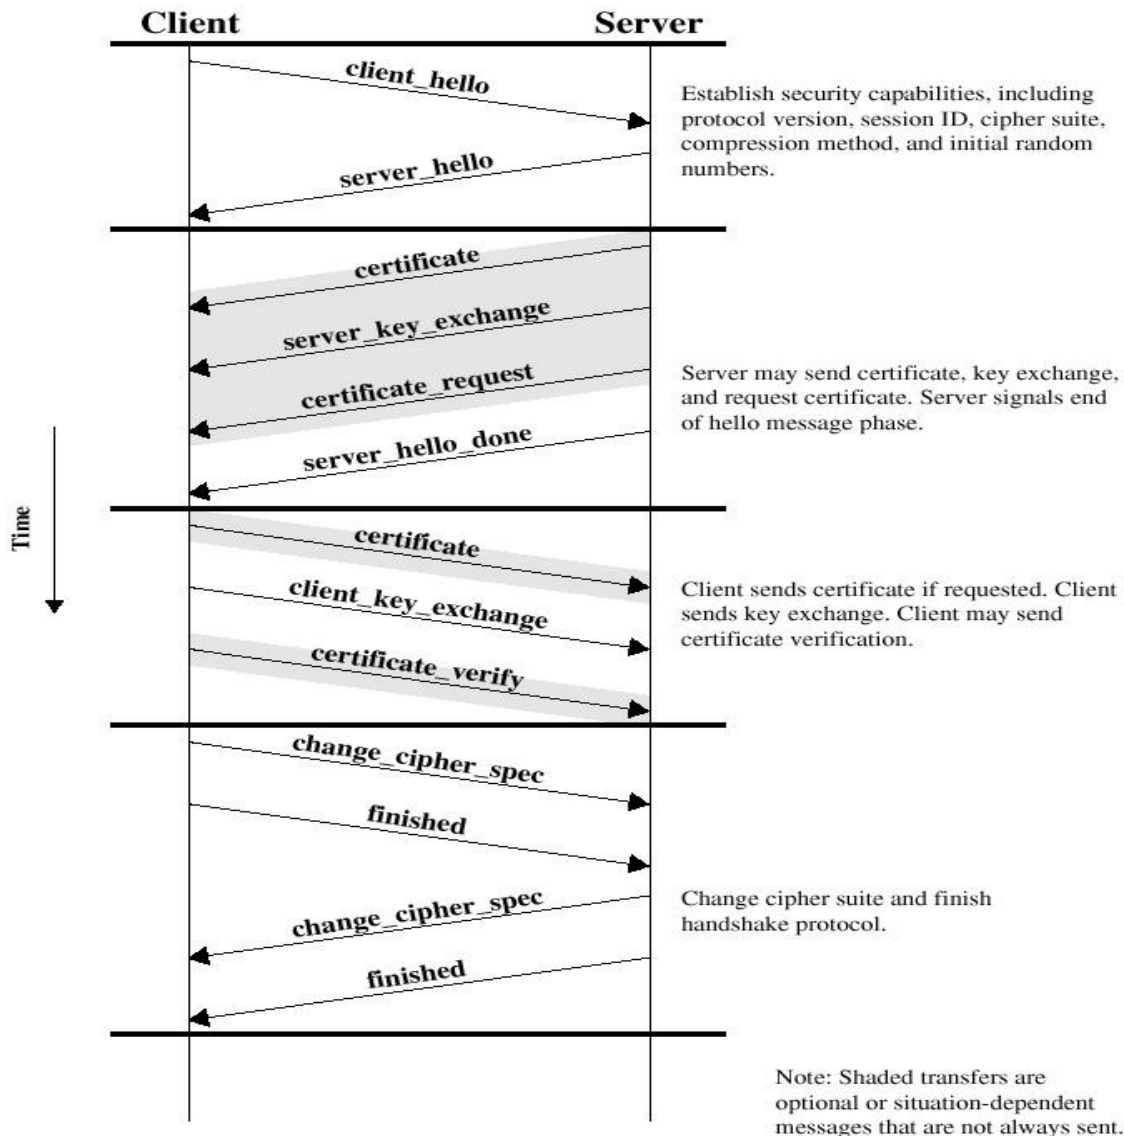 Client
Server
client_hello
Establish security capabilities, including
protocol version, session ID, cipher suite,
compression method, and initial random
numbers.
server_hello
certificate
server_key_exchange
certificate_request
Server may send certificate, key exchange,
and request certificate. Server signals end
of hello message phase.
server_hello_done
Time
certificate
client_key_exchange
Client sends certificate if requested. Client
sends key exchange. Client may send
certificate verification.
certificate_verify
change_cipher_spec
finished
change_cipher_spec
Change cipher suite and finish
handshake protocol.
finished
Note: Shaded transfers are
optional or situation-dependent
messages that are not always sent.